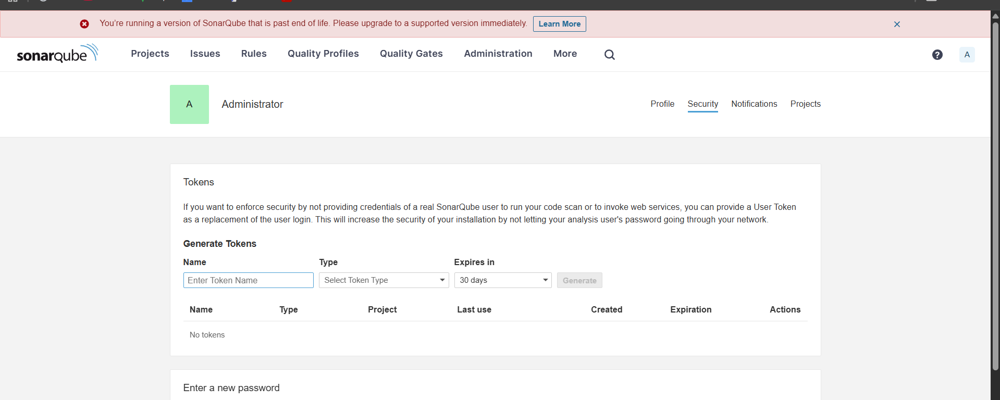 You're running a version of SonarQube that is past end of life. Please upgrade to a supported version immediately. Learn More
sonarqube Projects Issues Rules Quality Profiles Quality Gates Administration More ? A
A Administrator Profile Security Notifications Projects
Tokens
If you want to enforce security by not providing credentials of a real SonarQube user to run your code scan or to invoke web services, you can provide a User Token
as a replacement of the user login. This will increase the security of your installation by not letting your analysis user's password going through your network.
Generate Tokens
Name Type Expires in
Enter Token Name Select Token Type 30 days Generate
Name Type Project Last use Created Expiration Actions
No tokens
Enter a new password